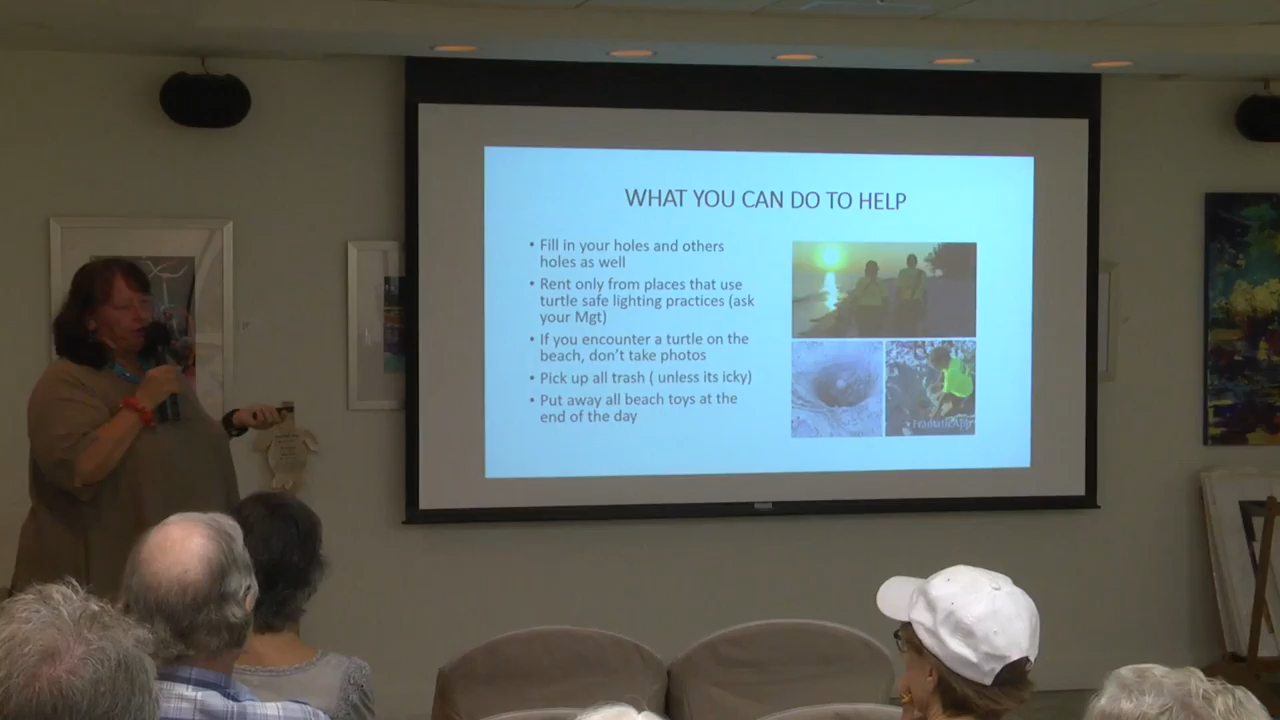 WHAT YOU CAN DO TO HELP
• Fill in your holes and others
holes as well
• Rent only from places that use
turtle safe lighting practices (ask
your Mgt)
• If you encounter a turtle on the
beach, don't take photos
• Pick up all trash ( unless its icky)
• Put away all beach toys at the
end of the day
FramaticApp